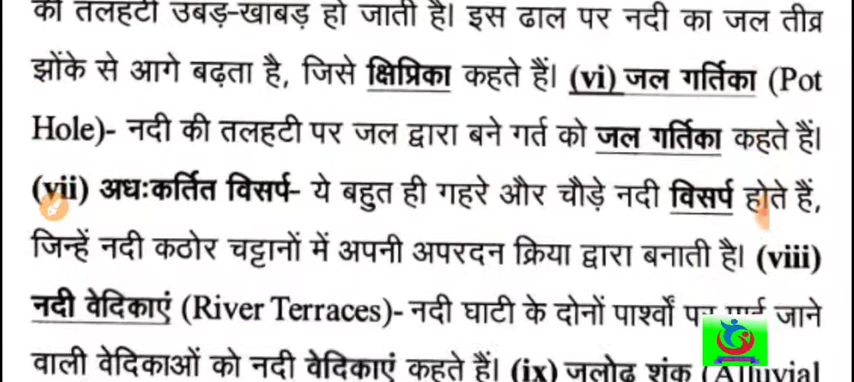 की तलहटी उबड़-खाबड़ हो जाती है। इस ढाल पर नदी का जल तीव्र
झोंके से आगे बढ़ता है, जिसे क्षिप्रिका कहते हैं। (vi) जल गर्तिका (Pot
Hole)- नदी की तलहटी पर जल द्वारा बने गर्त को जल गर्तिका कहते हैं।
(vii) अधःकर्तित विसर्प- ये बहुत ही गहरे और चौड़े नदी विसर्प होते हैं,
जिन्हें नदी कठोर चट्टानों में अपनी अपरदन क्रिया द्वारा बनाती है। (viii)
नदी वेदिकाएं (River Terraces)- नदी घाटी के दोनों पार्श्वों पर पाई जाने
वाली वेदिकाओं को नदी वेदिकाएं कहते हैं। (ix) जलोढ़ शंकु (Alluvial